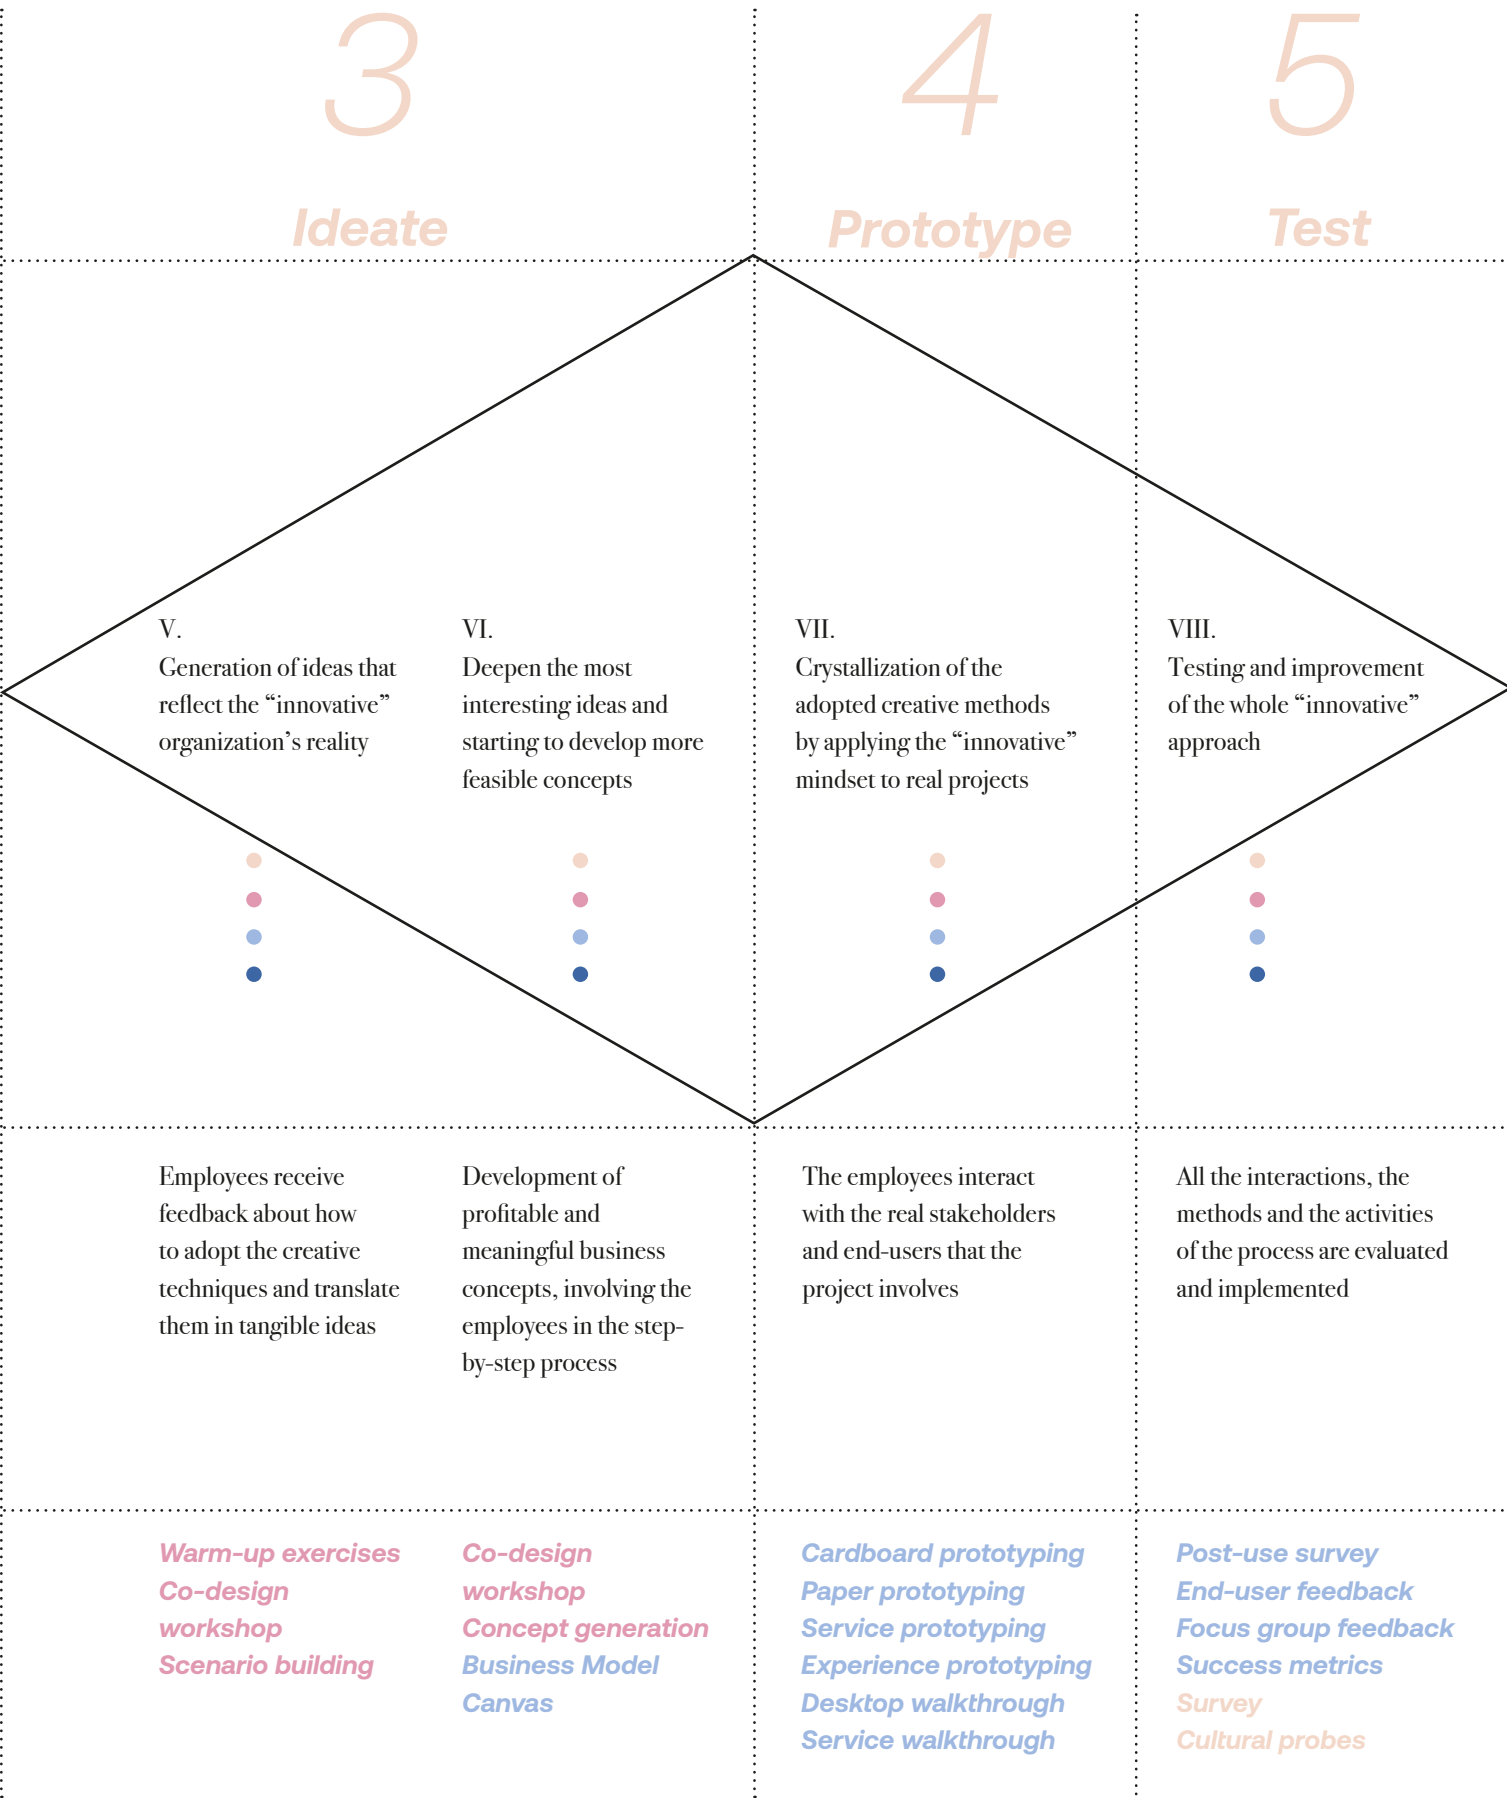 3
Ideate
4
Prototype
5
Test
V.
Generation of ideas that
reflect the “innovative”
organization’s reality
VI.
Deepen the most
interesting ideas and
starting to develop more
feasible concepts
VII.
Crystallization of the
adopted creative methods
by applying the “innovative”
mindset to real projects
VIII.
Testing and improvement
of the whole “innovative”
approach
Employees receive
feedback about how
to adopt the creative
techniques and translate
them in tangible ideas
Development of
profitable and
meaningful business
concepts, involving the
employees in the step-
by-step process
The employees interact
with the real stakeholders
and end-users that the
project involves
All the interactions, the
methods and the activities
of the process are evaluated
and implemented
Warm-up exercises
Co-design
workshop
Scenario building
Co-design
workshop
Concept generation
Business Model
Canvas
Cardboard prototyping
Paper prototyping
Service prototyping
Experience prototyping
Desktop walkthrough
Service walkthrough
Post-use survey
End-user feedback
Focus group feedback
Success metrics
Survey
Cultural probes